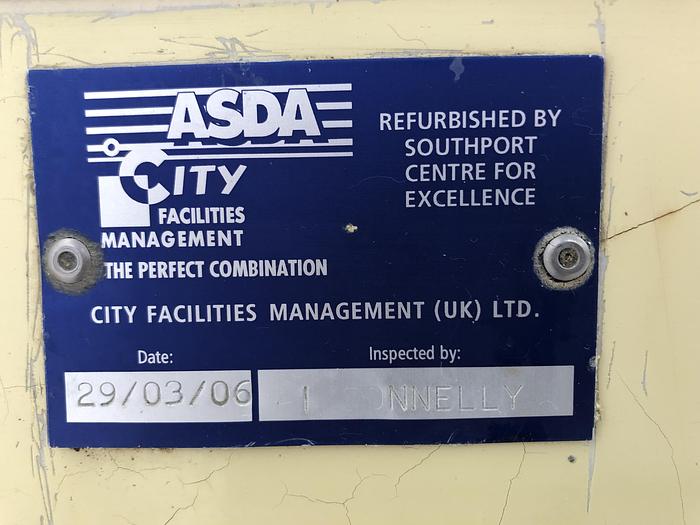 ASDA
CITY
FACILITIES
MANAGEMENT
THE PERFECT COMBINATION
REFURBISHED BY
SOUTHPORT
CENTRE FOR
EXCELLENCE
CITY FACILITIES MANAGEMENT (UK) LTD.
Date:
Inspected by:
29/03/06